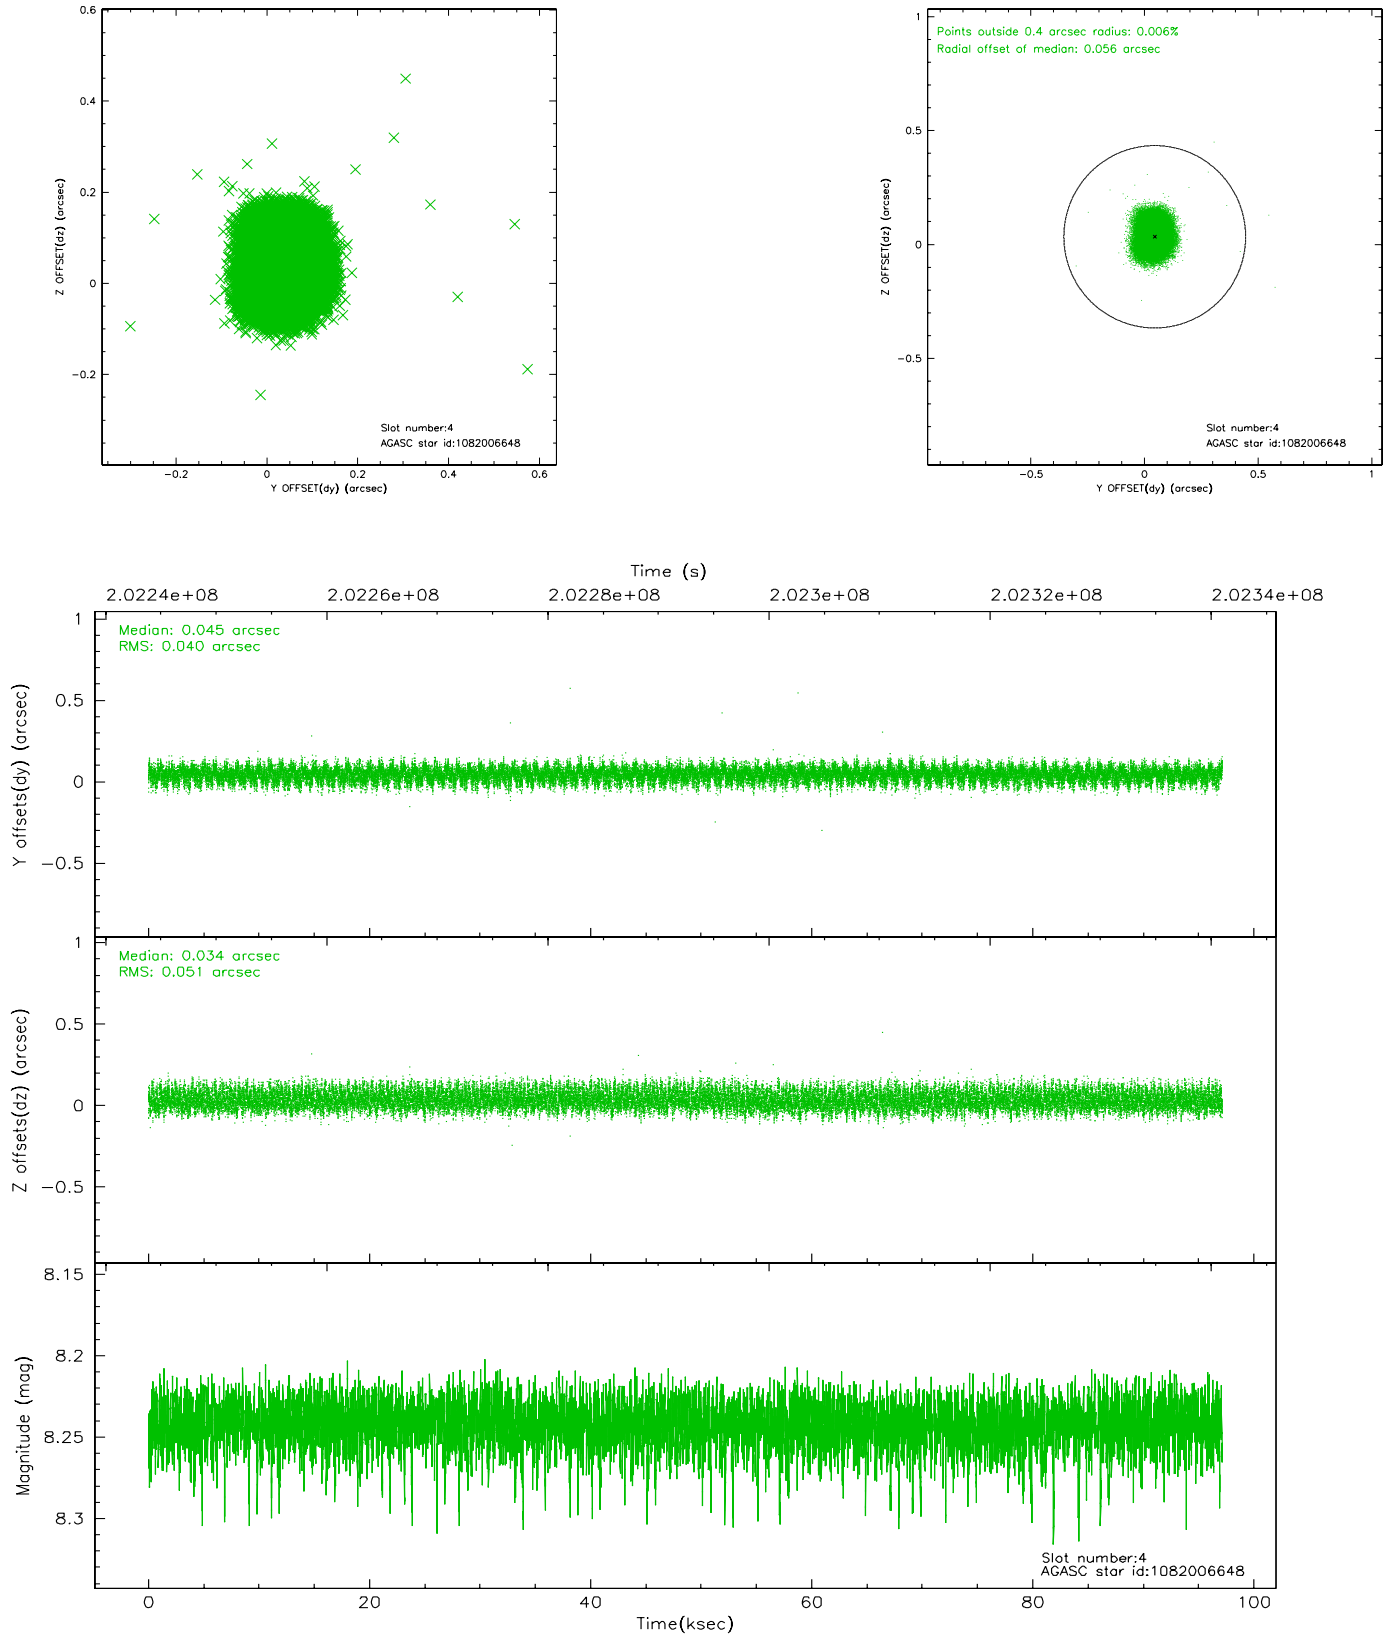 0.6
0.4
0.2
0
−0.2
Z OFFSET(dz) (arcsec)
Slot number:4
AGASC star id:1082006648
−0.2 0 0.2 0.4 0.6
Y OFFSET(dy) (arcsec)
Points outside 0.4 arcsec radius: 0.006%
Radial offset of median: 0.056 arcsec
1
0.5
0
−0.5
Z OFFSET(dz) (arcsec)
Slot number:4
AGASC star id:1082006648
−0.5 0 0.5 1
Y OFFSET(dy) (arcsec)
Time (s)
2.0224e+08 2.0226e+08 2.0228e+08 2.023e+08 2.0232e+08 2.0234e+08
Median: 0.045 arcsec
RMS: 0.040 arcsec
1
0.5
0
−0.5
Y offsets(dy) (arcsec)
Median: 0.034 arcsec
RMS: 0.051 arcsec
1
0.5
0
−0.5
Z offsets(dz) (arcsec)
8.15
8.2
8.25
8.3
Magnitude (mag)
Slot number:4
AGASC star id:1082006648
0 20 40 60 80 100
Time(ksec)